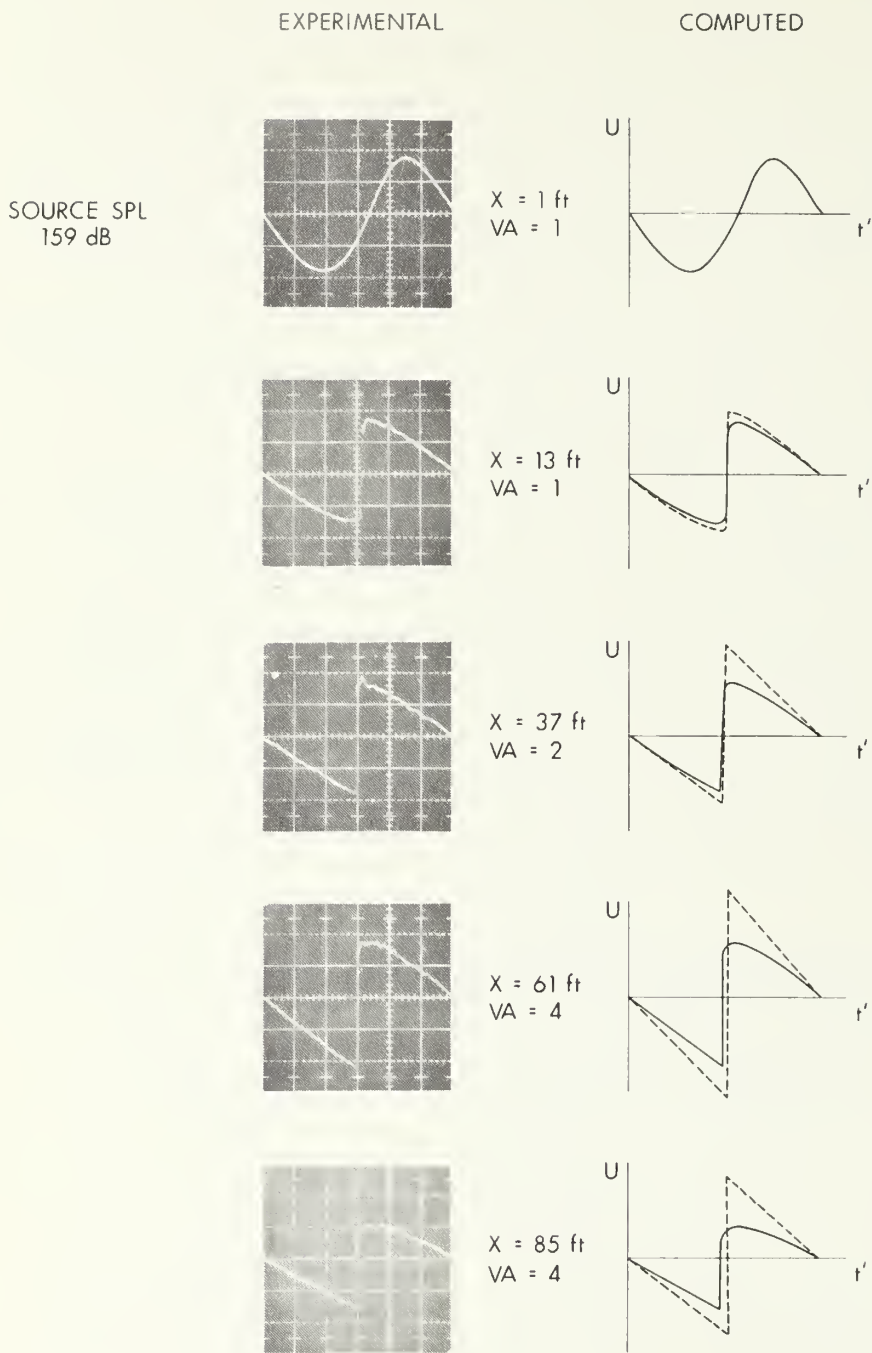 EXPERIMENTAL COMPUTED
SOURCE SPL
159 dB
U
X = 1 ft
VA = 1
t'
U
X = 13 ft
VA = 1
t'
U
X = 37 ft
VA = 2
t'
U
X = 61 ft
VA = 4
t'
U
X = 85 ft
VA = 4
t'